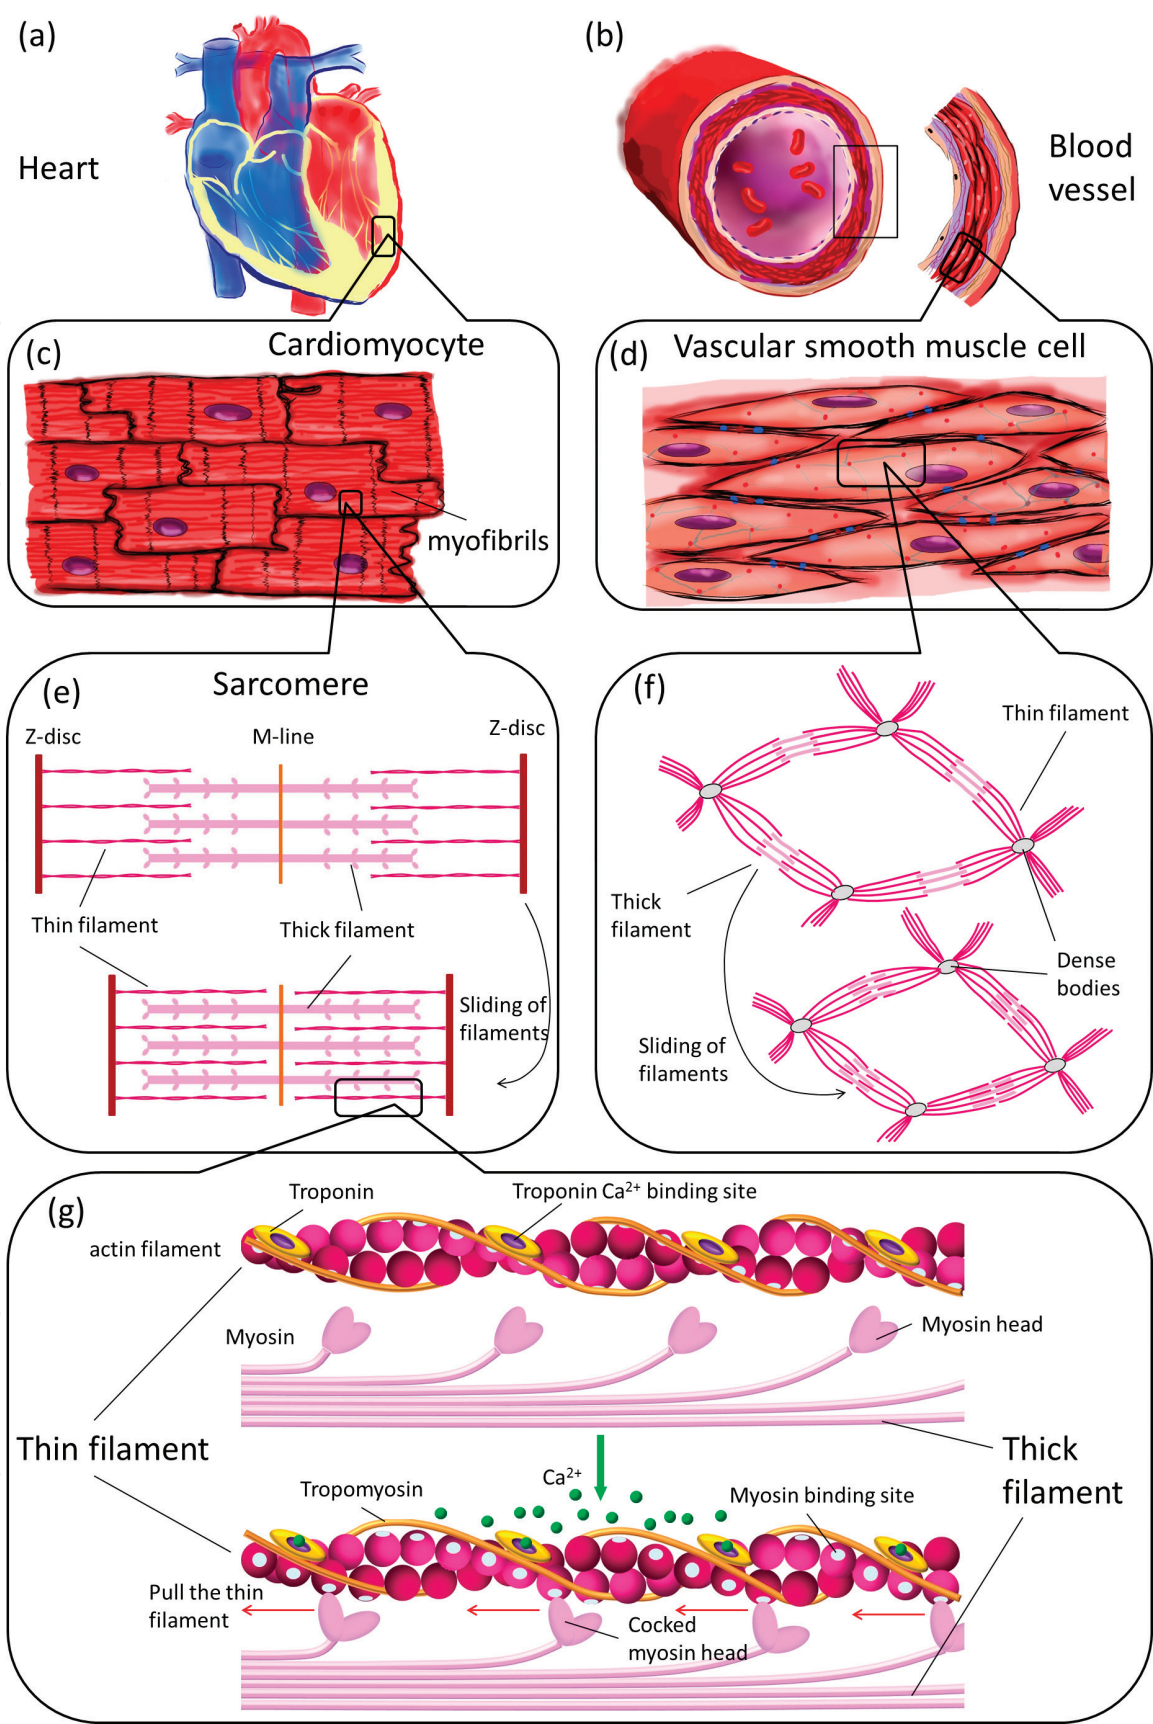 (a)
Heart
(b)
Blood
vessel
(c)
Cardiomyocyte
myofibrils
(d)
Vascular smooth muscle cell
(e)
Sarcomere
Z-disc
M-line
Z-disc
Thin filament
Thick filament
Sliding of
filaments
(f)
Thin filament
Thick
filament
Dense
bodies
Sliding of
filaments
(g)
Troponin
Troponin Ca²⁺ binding site
actin filament
Myosin
Myosin head
Thin filament
Thick
filament
Ca²⁺
Tropomyosin
Myosin binding site
Pull the thin
filament
Cocked
myosin head